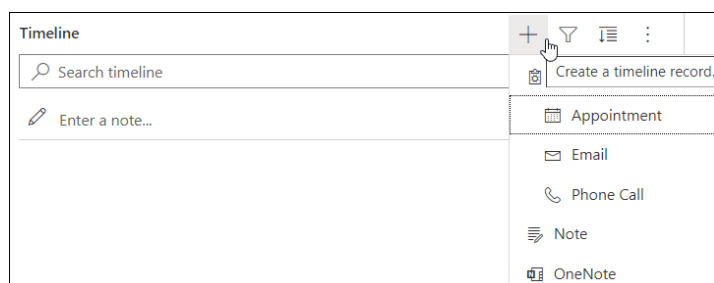 Timeline
Search timeline
Create a timeline record.
Enter a note...
Appointment
Email
Phone Call
Note
OneNote